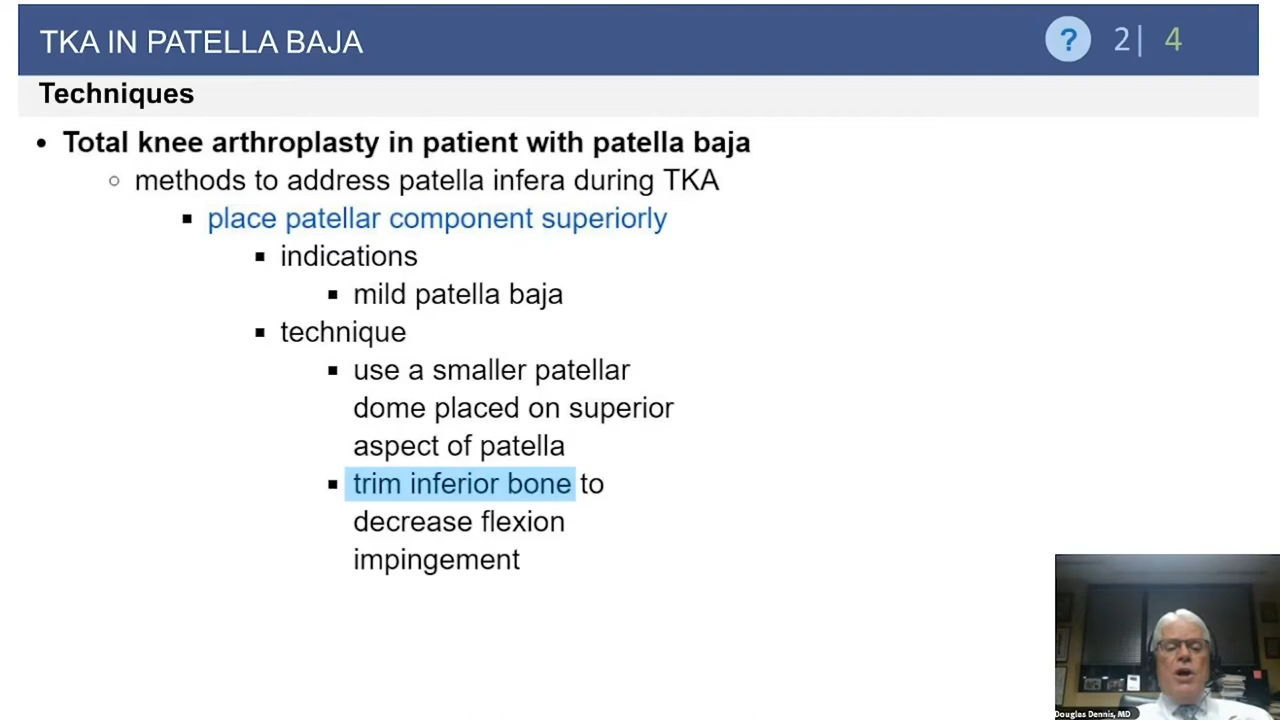 TKA IN PATELLA BAJA
? 2| 4
Techniques
• Total knee arthroplasty in patient with patella baja
○ methods to address patella infera during TKA
▪ place patellar component superiorly
▪ indications
▪ mild patella baja
▪ technique
▪ use a smaller patellar
dome placed on superior
aspect of patella
▪ trim inferior bone to
decrease flexion
impingement
Douglas Dennis, MD